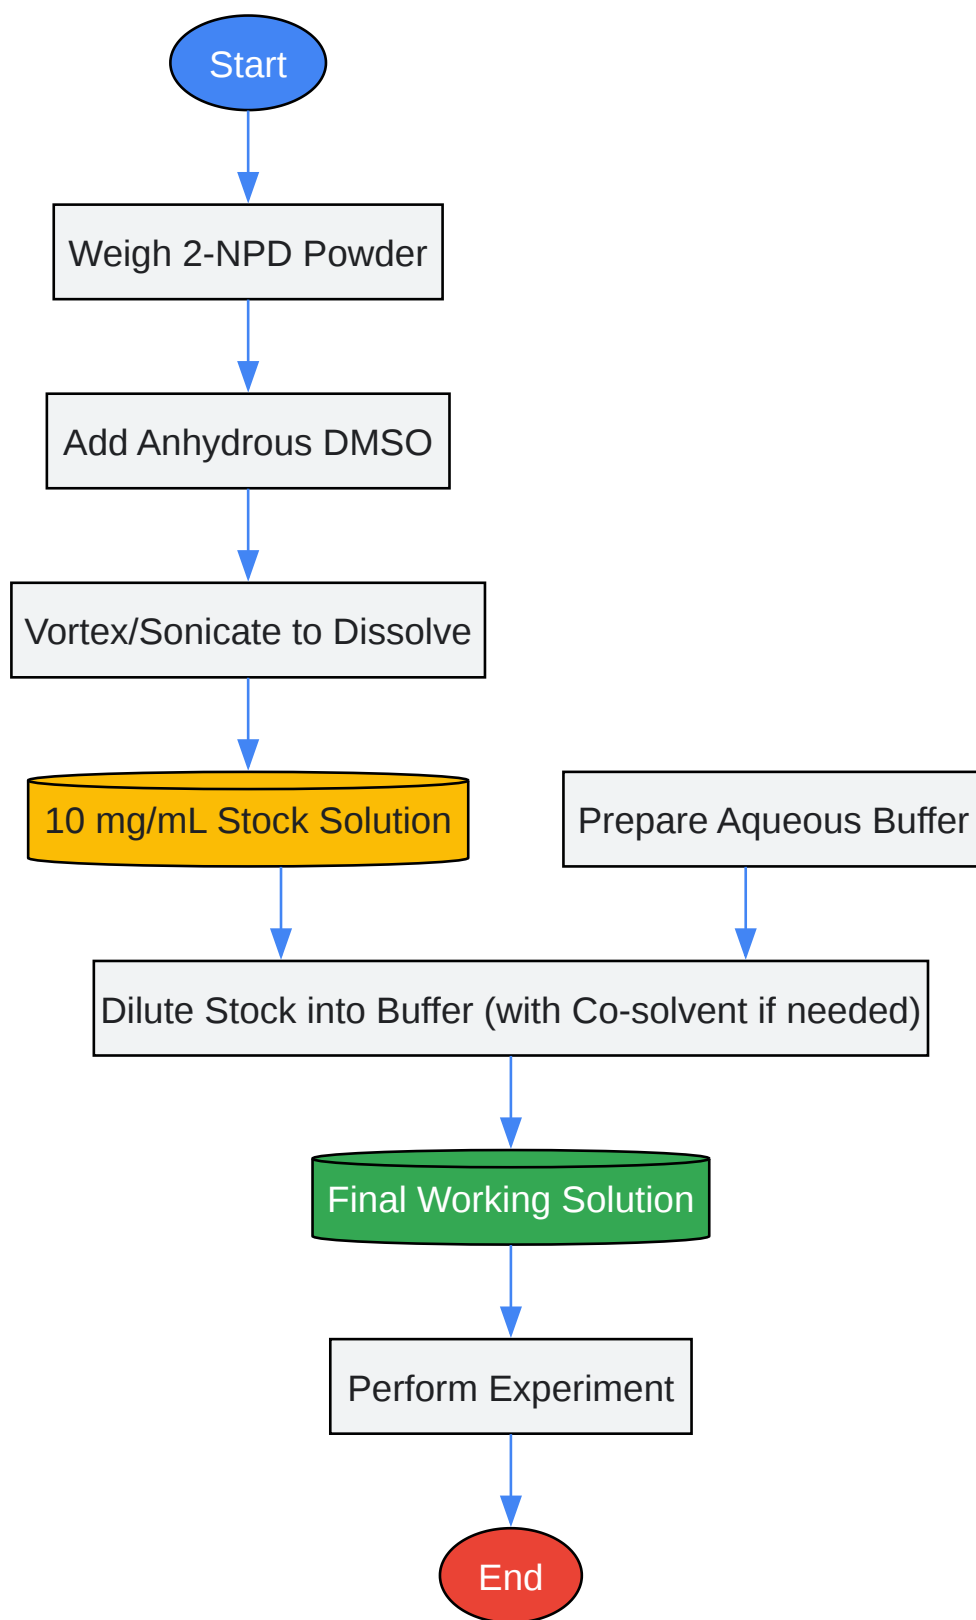 Start
Weigh 2-NPD Powder
Add Anhydrous DMSO
Vortex/Sonicate to Dissolve
10 mg/mL Stock Solution
Prepare Aqueous Buffer
Dilute Stock into Buffer (with Co-solvent if needed)
Final Working Solution
Perform Experiment
End